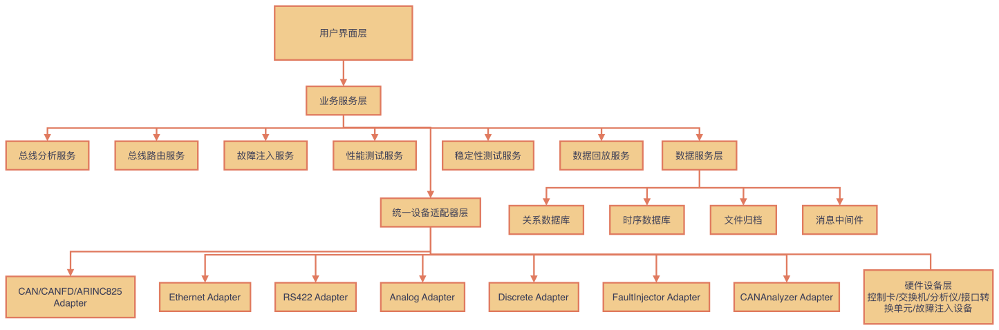 用户界面层
业务服务层
总线分析服务
总线路由服务
故障注入服务
性能测试服务
稳定性测试服务
数据回放服务
数据服务层
统一设备适配器层
关系数据库
时序数据库
文件归档
消息中间件
CAN/CANFD/ARINC825
Adapter
Ethernet Adapter
RS422 Adapter
Analog Adapter
Discrete Adapter
FaultInjector Adapter
CANAnalyzer Adapter
硬件设备层
控制卡/交换机/分析仪/接口转
换单元/故障注入设备